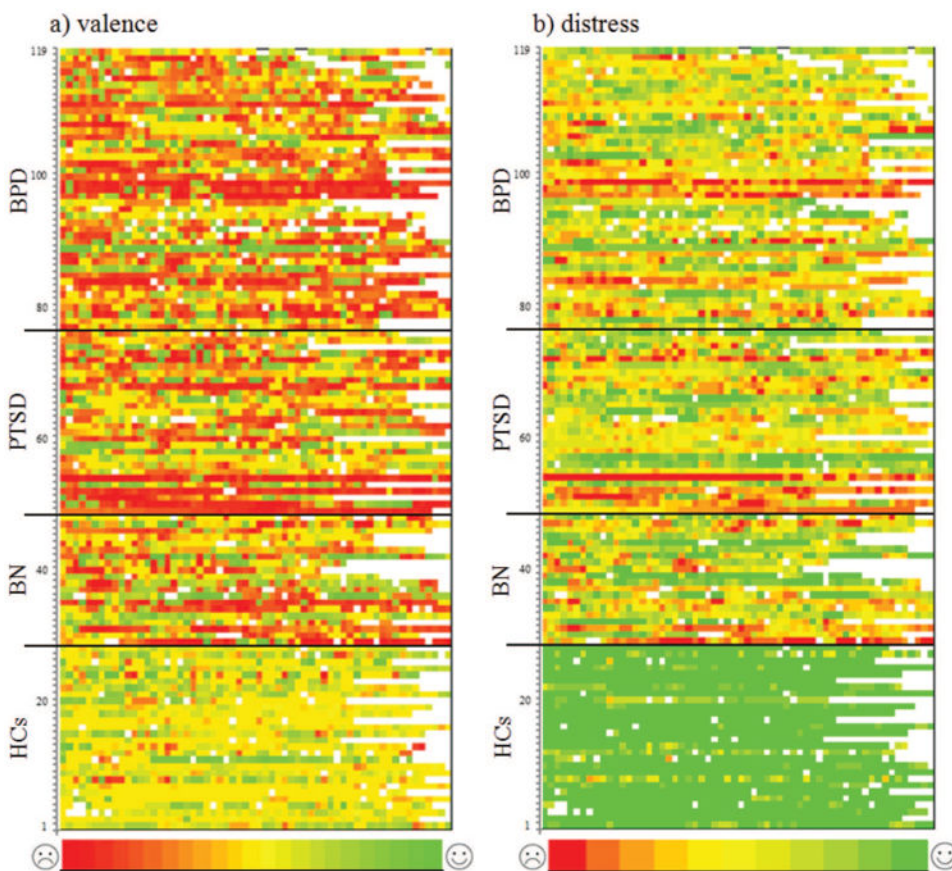 a) valence
b) distress
119
100
80
60
40
20
1
BPD
PTSD
BN
HCs
119
100
80
60
40
20
1
BPD
PTSD
BN
HCs